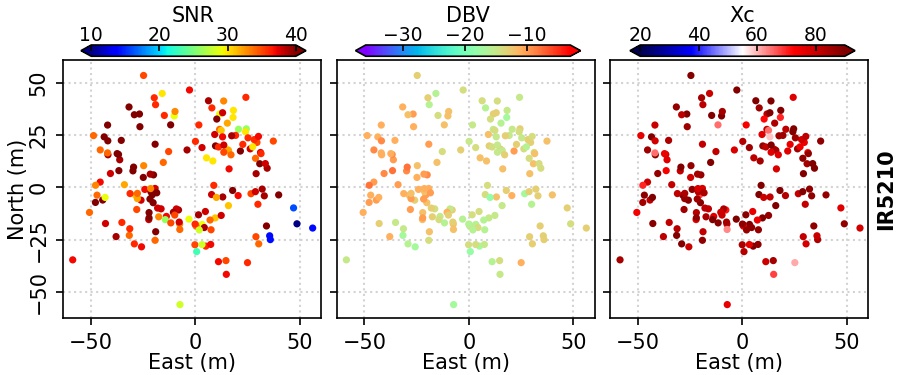 SNR DBV Xc
10 20 30 40 −30 −20 −10 20 40 60 80
50
25
0
−25
−50
North (m)
−50 0 50 −50 0 50 −50 0 50
East (m) East (m) East (m)
IR5210